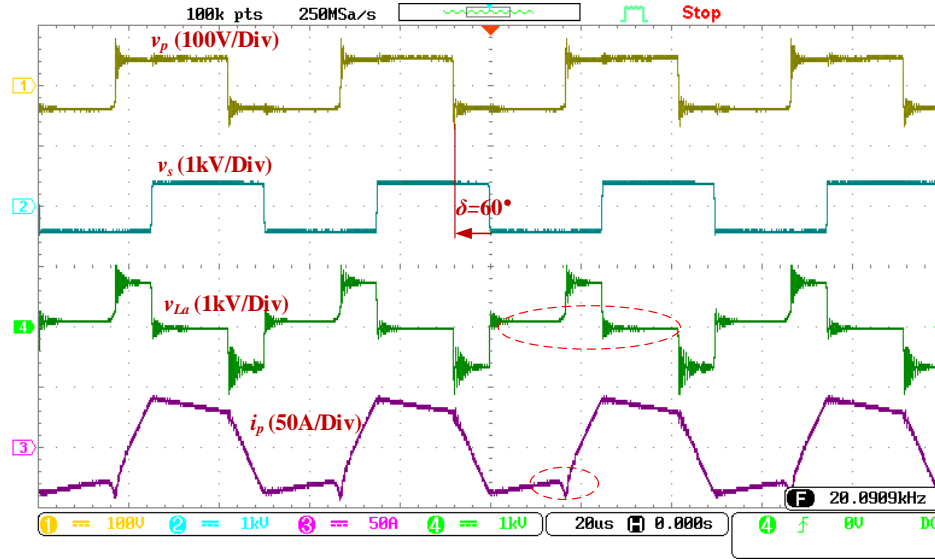 100k pts 250MSa/s Stop
vp (100V/Div)
1
vs (1kV/Div)
2
δ=60°
vLa (1kV/Div)
4
ip (50A/Div)
3
F 20.0909kHz
1 100V 2 1kV 3 50A 4 1kV 20us H 0.000s 4 0V DC